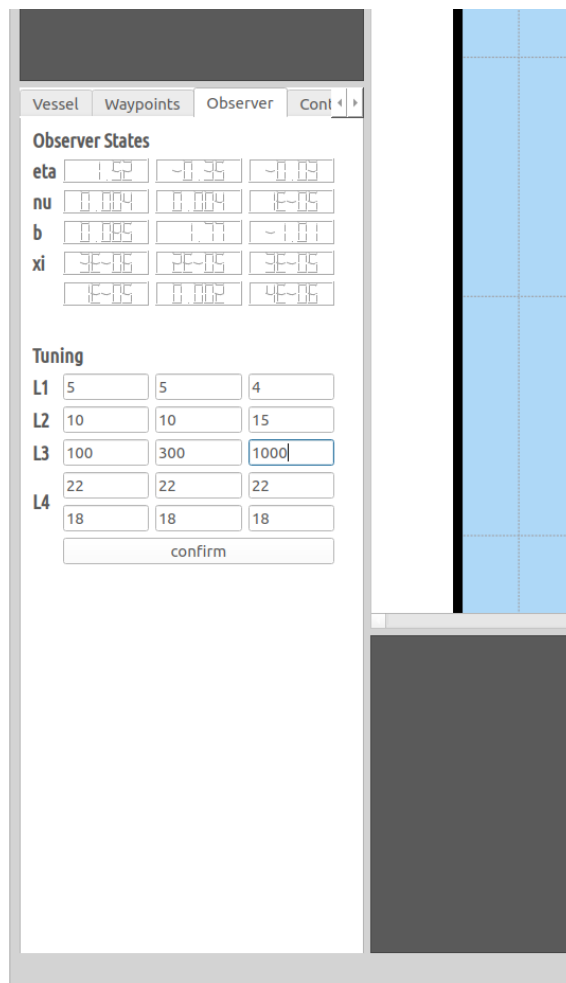 Vessel Waypoints Observer Cont
Observer States
eta 1.52 -0.35 -0.09
nu 0.004 0.004 1E-05
b 0.085 1.77 -1.01
xi 3E-06 2E-05 3E-05
1E-05 0.002 4E-06
Tuning
L1 5 5 4
L2 10 10 15
L3 100 300 1000
22 22 22
L4
18 18 18
confirm